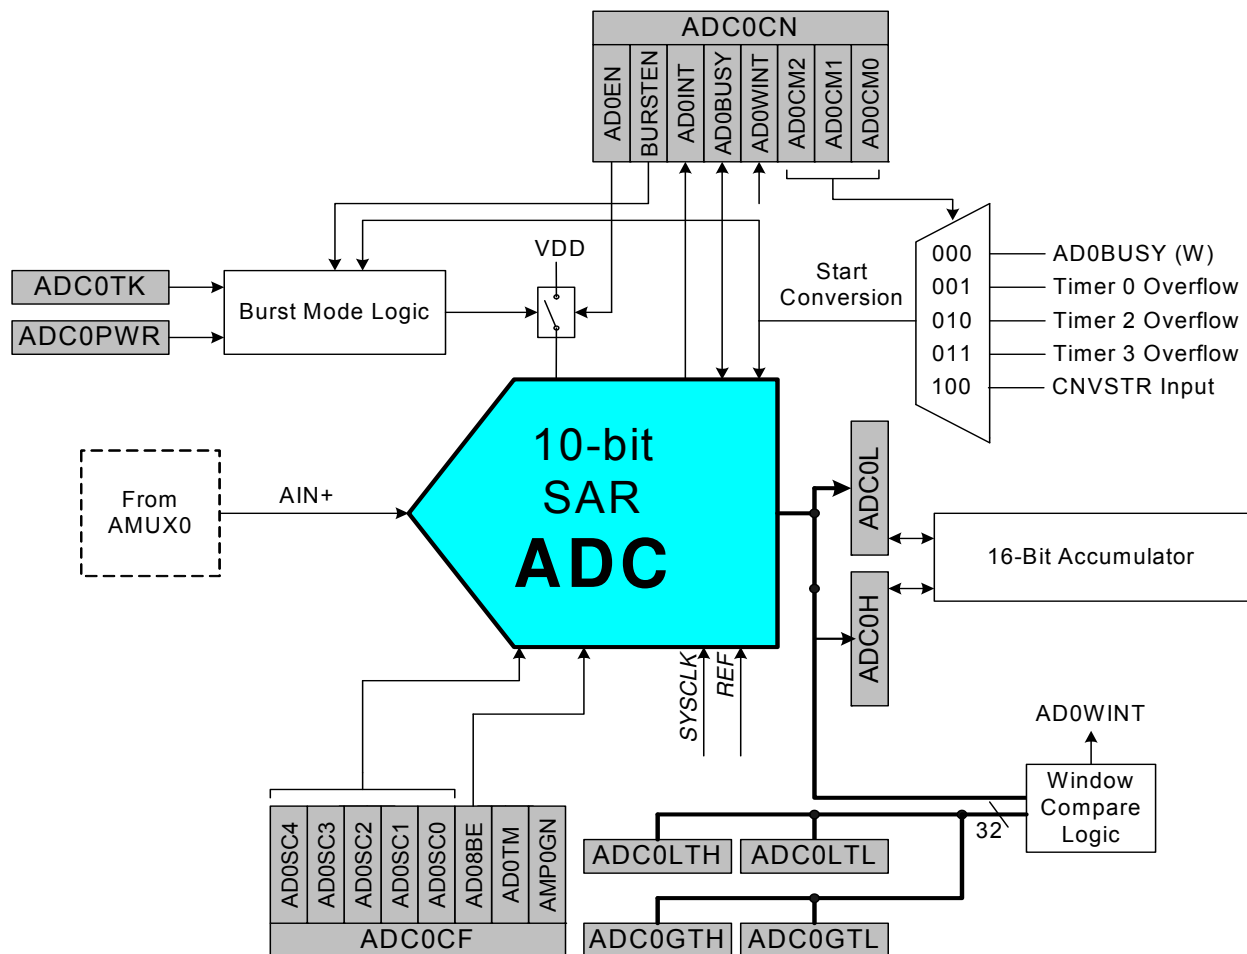 ADC0CN
AD0EN
BURSTEN
AD0INT
AD0BUSY
AD0WINT
AD0CM2
AD0CM1
AD0CM0
VDD
ADC0TK
ADC0PWR
Burst Mode Logic
Start
Conversion
000
001
010
011
100
AD0BUSY (W)
Timer 0 Overflow
Timer 2 Overflow
Timer 3 Overflow
CNVSTR Input
From
AMUX0
AIN+
10-bit
SAR
ADC
ADC0L
ADC0H
16-Bit Accumulator
SYSCLK
REF
AD0WINT
Window
Compare
Logic
32
AD0SC4
AD0SC3
AD0SC2
AD0SC1
AD0SC0
AD08BE
AD0TM
AMP0GN
ADC0CF
ADC0LTH
ADC0LTL
ADC0GTH
ADC0GTL